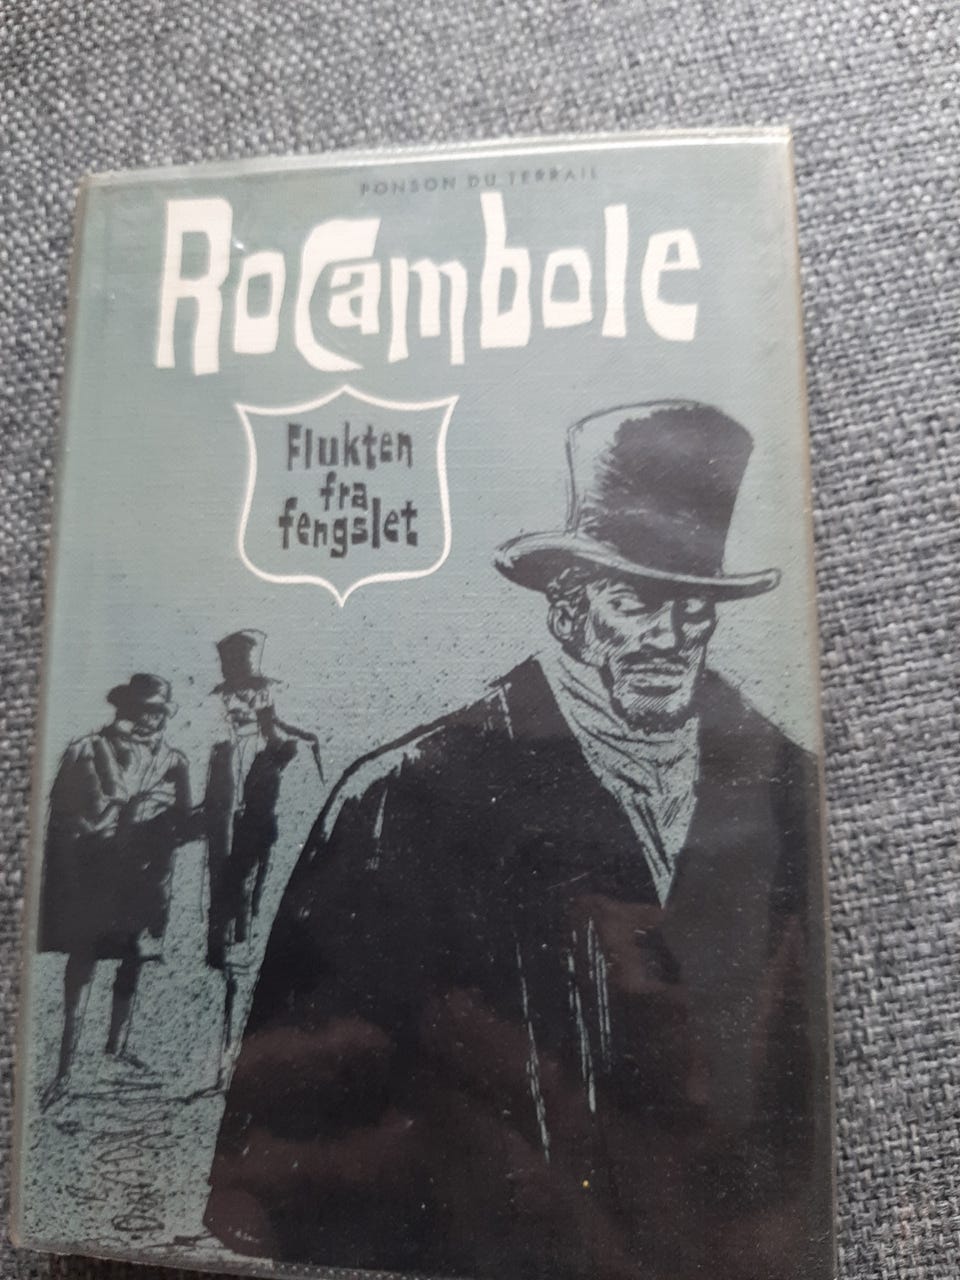 PONSON DU TERRAIL
Rocambole
Flukten
fra
fengslet